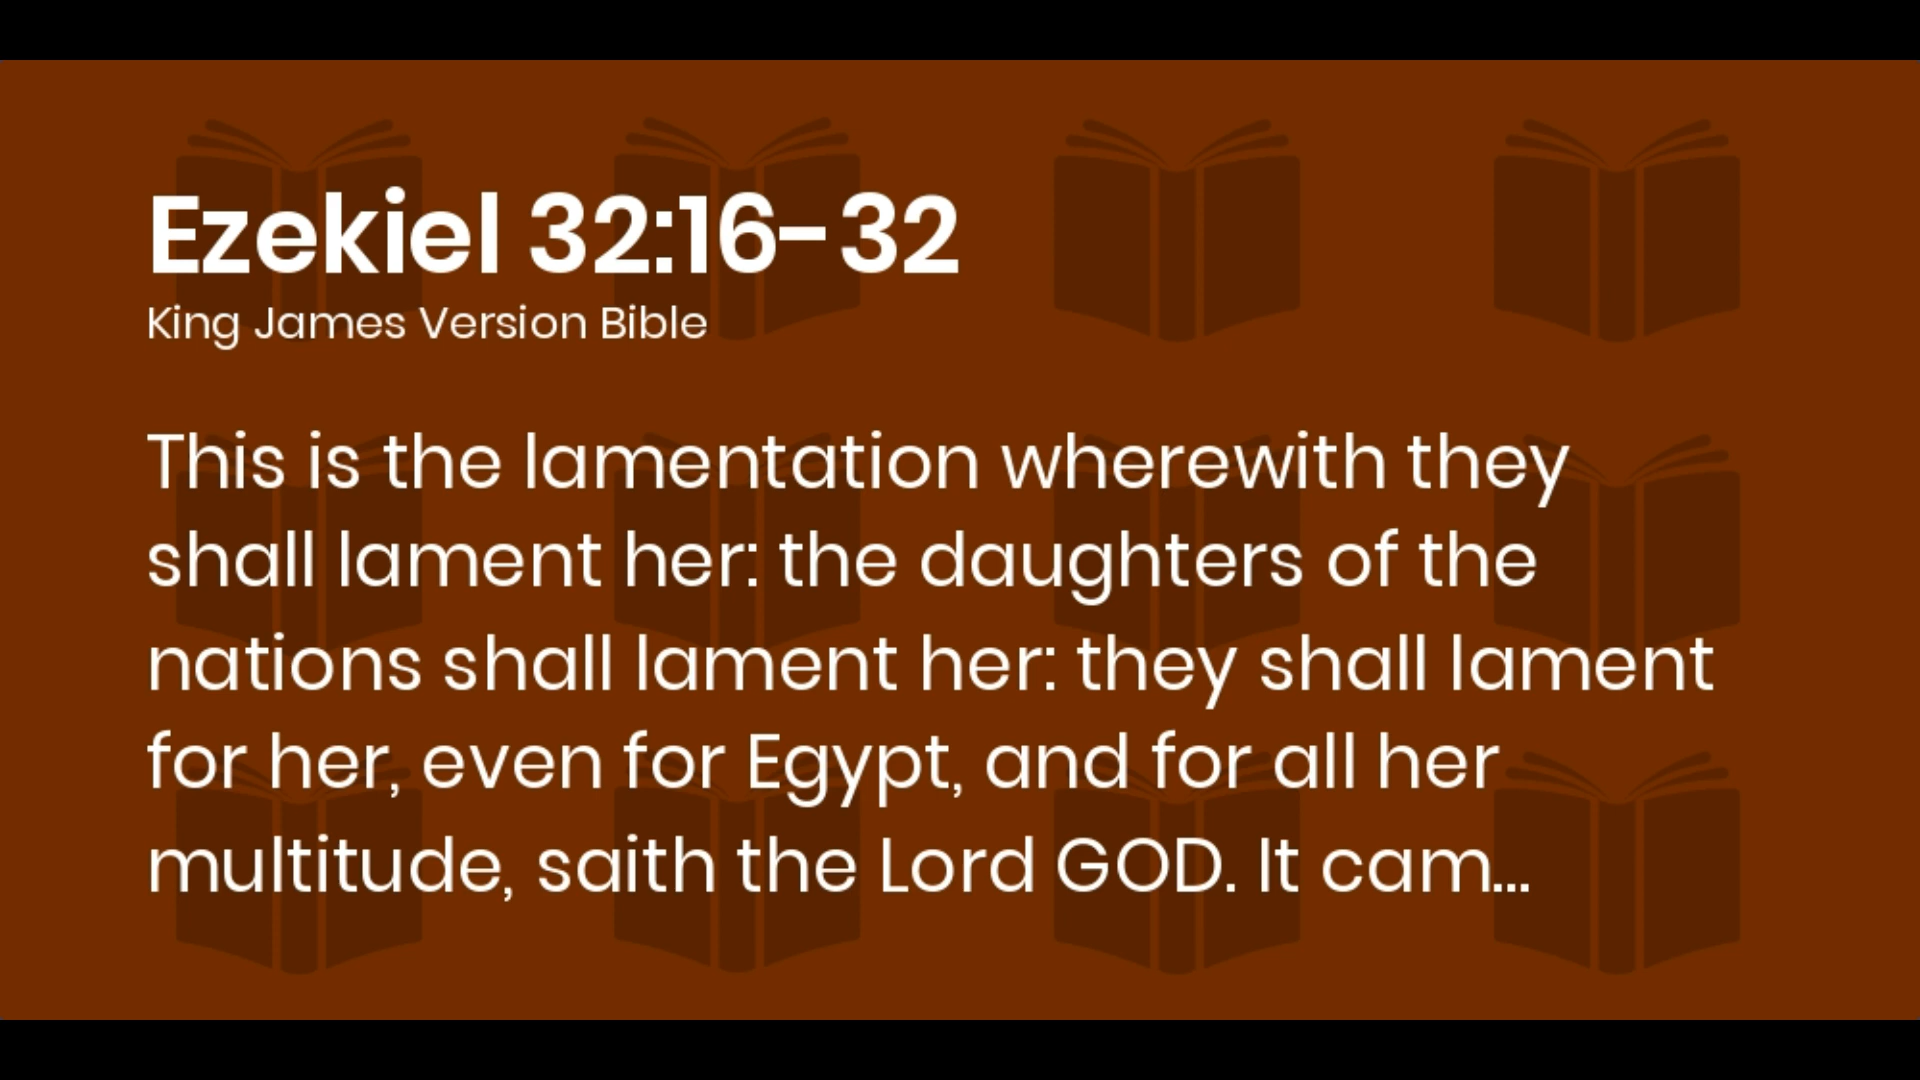 Ezekiel 32:16-32
King James Version Bible
This is the lamentation wherewith they
shall lament her: the daughters of the
nations shall lament her: they shall lament
for her, even for Egypt, and for all her
multitude, saith the Lord GOD. It cam...